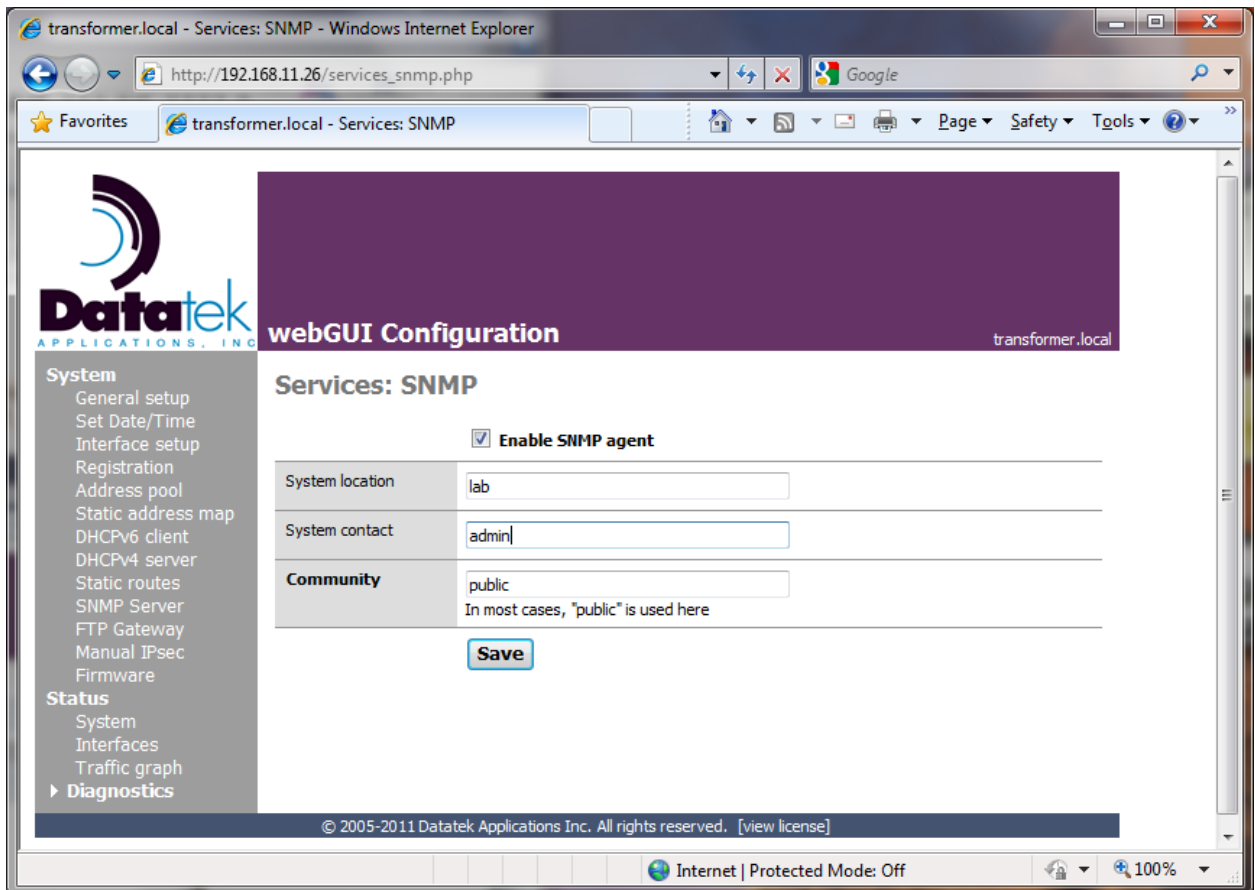 transformer.local - Services: SNMP - Windows Internet Explorer
http://192.168.11.26/services_snmp.php
Google
Favorites
transformer.local - Services: SNMP
Page
Safety
Tools
Datatek
APPLICATIONS, INC
webGUI Configuration
transformer.local
System
General setup
Set Date/Time
Interface setup
Registration
Address pool
Static address map
DHCPv6 client
DHCPv4 server
Static routes
SNMP Server
FTP Gateway
Manual IPsec
Firmware
Status
System
Interfaces
Traffic graph
Diagnostics
Services: SNMP
Enable SNMP agent
System location
lab
System contact
admin
Community
public
In most cases, "public" is used here
Save
© 2005-2011 Datatek Applications Inc. All rights reserved. [view license]
Internet | Protected Mode: Off
100%